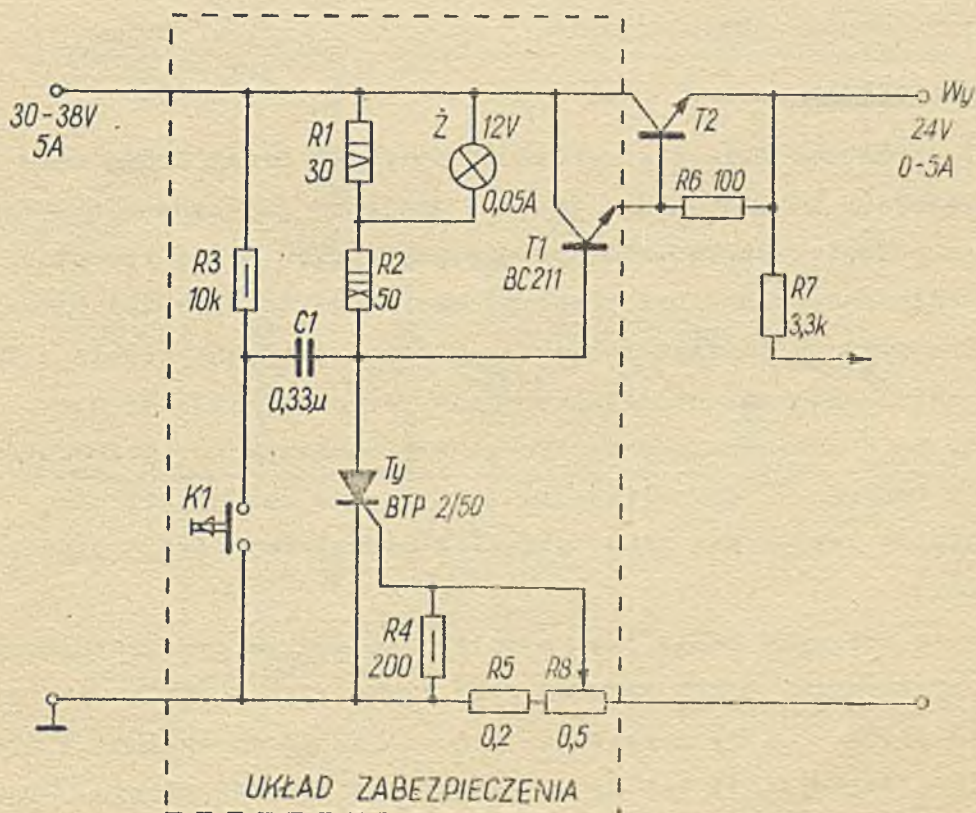 30-38V
5A
R1
30
Ż
12V
0,05A
R2
50
R3
10k
C1
0,33µ
T1
BC211
T2
R6 100
Wy
24V
0-5A
R7
3,3k
K1
Ty
BTP 2/50
R4
200
R5
0,2
R8
0,5
UKŁAD ZABEZPIECZENIA